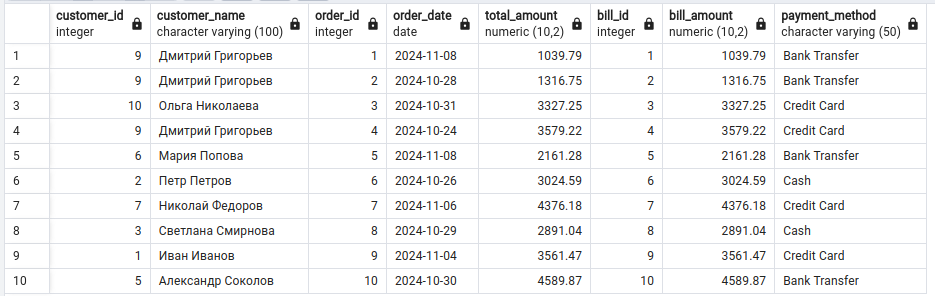 customer_id customer_name order_id order_date total_amount bill_id bill_amount payment_method
integer character varying (100) integer date numeric (10,2) integer numeric (10,2) character varying (50)
1 9 Дмитрий Григорьев 1 2024-11-08 1039.79 1 1039.79 Bank Transfer
2 9 Дмитрий Григорьев 2 2024-10-28 1316.75 2 1316.75 Bank Transfer
3 10 Ольга Николаева 3 2024-10-31 3327.25 3 3327.25 Credit Card
4 9 Дмитрий Григорьев 4 2024-10-24 3579.22 4 3579.22 Credit Card
5 6 Мария Попова 5 2024-11-08 2161.28 5 2161.28 Bank Transfer
6 2 Петр Петров 6 2024-10-26 3024.59 6 3024.59 Cash
7 7 Николай Федоров 7 2024-11-06 4376.18 7 4376.18 Credit Card
8 3 Светлана Смирнова 8 2024-10-29 2891.04 8 2891.04 Cash
9 1 Иван Иванов 9 2024-11-04 3561.47 9 3561.47 Credit Card
10 5 Александр Соколов 10 2024-10-30 4589.87 10 4589.87 Bank Transfer